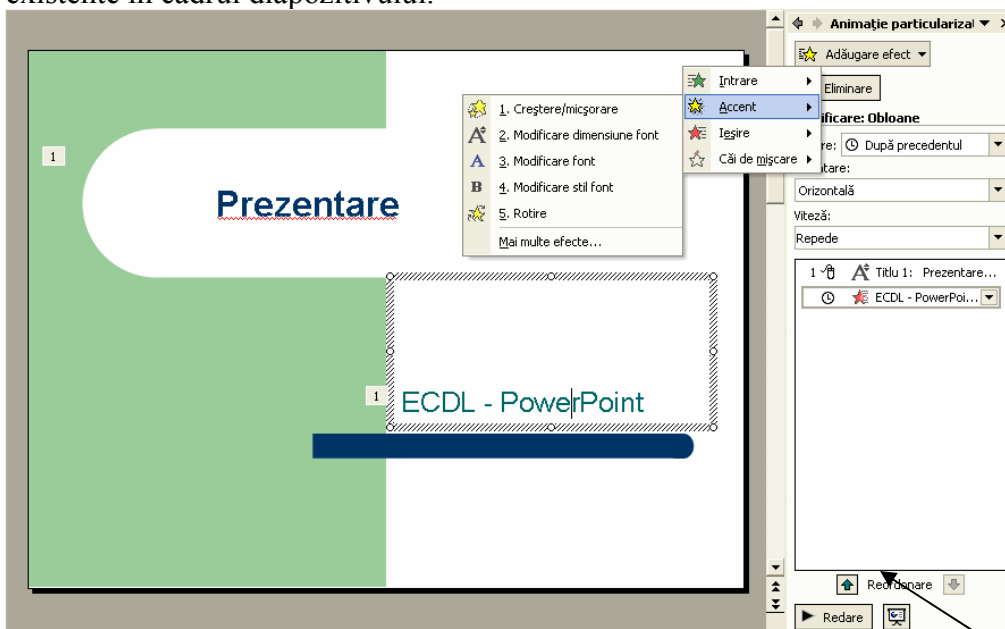 existente în cadrul diapozitivului.
Animație particularizat
Adăugare efect
Eliminare
Intrare
Accent
Ieșire
Căi de mișcare
1. Creștere/micșorare
2. Modificare dimensiune font
3. Modificare font
4. Modificare stil font
5. Rotire
Mai multe efecte...
ificare: Obloane
re: După precedentul
tare:
Orizontală
Viteză:
Repede
1 Titlu 1: Prezentare...
ECDL - PowerPoi...
1
Prezentare
1
ECDL - PowerPoint
Reordonare
Redare